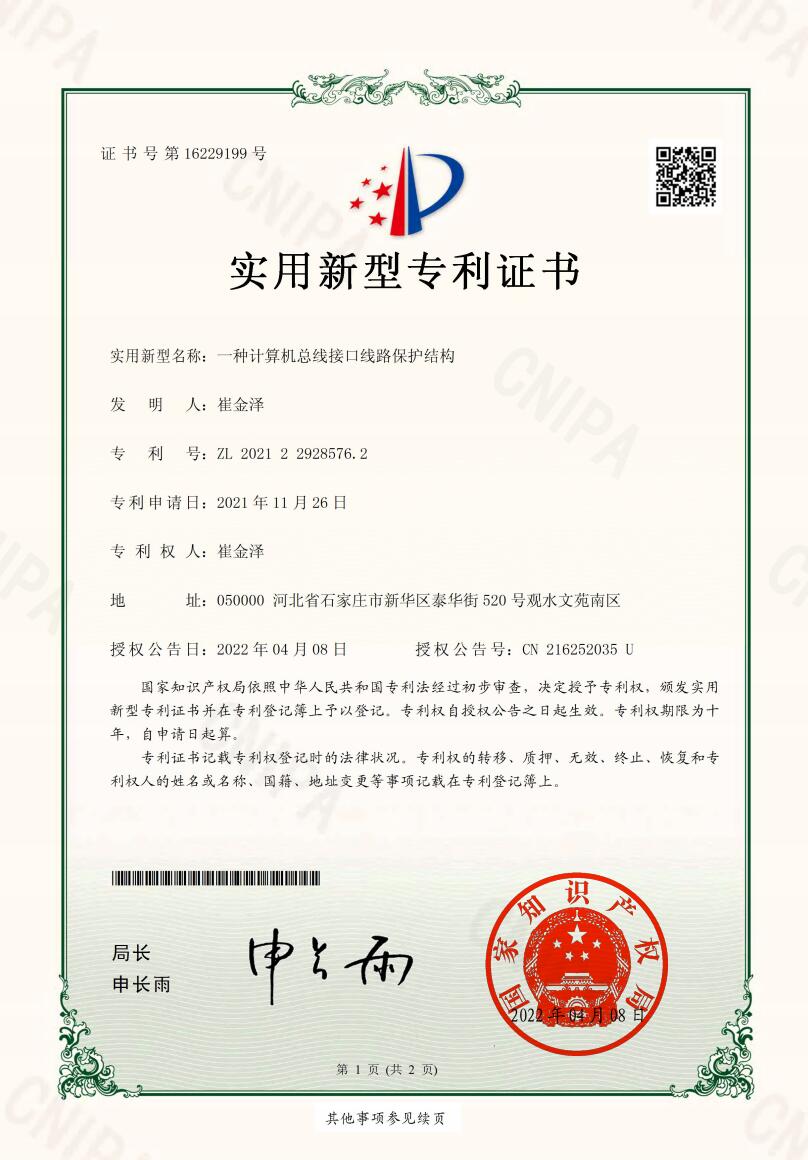 证书号第16229199号
实用新型专利证书
实用新型名称：一种计算机总线接口线路保护结构
发明人：崔金泽
专利号：ZL 2021 2 2928576.2
专利申请日：2021年11月26日
专利权人：崔金泽
地址：050000 河北省石家庄市新华区泰华街520号观水文苑南区
授权公告日：2022年04月08日 授权公告号：CN 216252035 U
国家知识产权局依照中华人民共和国专利法经过初步审查，决定授予专利权，颁发实用
新型专利证书并在专利登记簿上予以登记。专利权自授权公告之日起生效。专利权期限为十
年，自申请日起算。
专利证书记载专利权登记时的法律状况。专利权的转移、质押、无效、终止、恢复和专
利权人的姓名或名称、国籍、地址变更等事项记载在专利登记簿上。
局长
申长雨
申长雨
国家知识产权局
2022年04月08日
第 1 页 (共 2 页)
其他事项参见续页
CNIPA
CNIPA
CNIPA
CNIPA
CNIPA
CNIPA